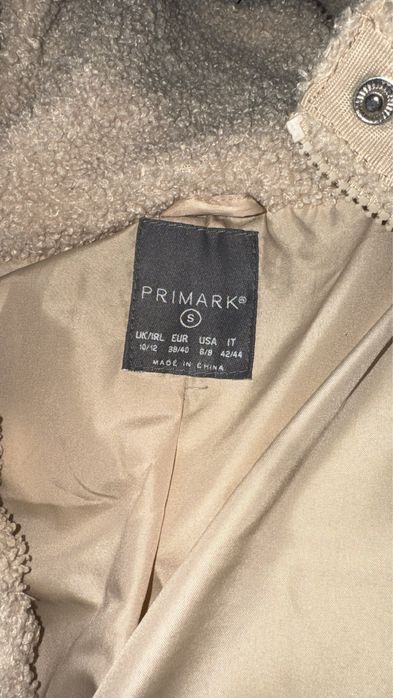 PRIMARK®
S
UK/IRL EUR USA IT
10/12 38/40 6/8 42/44
MADE IN CHINA